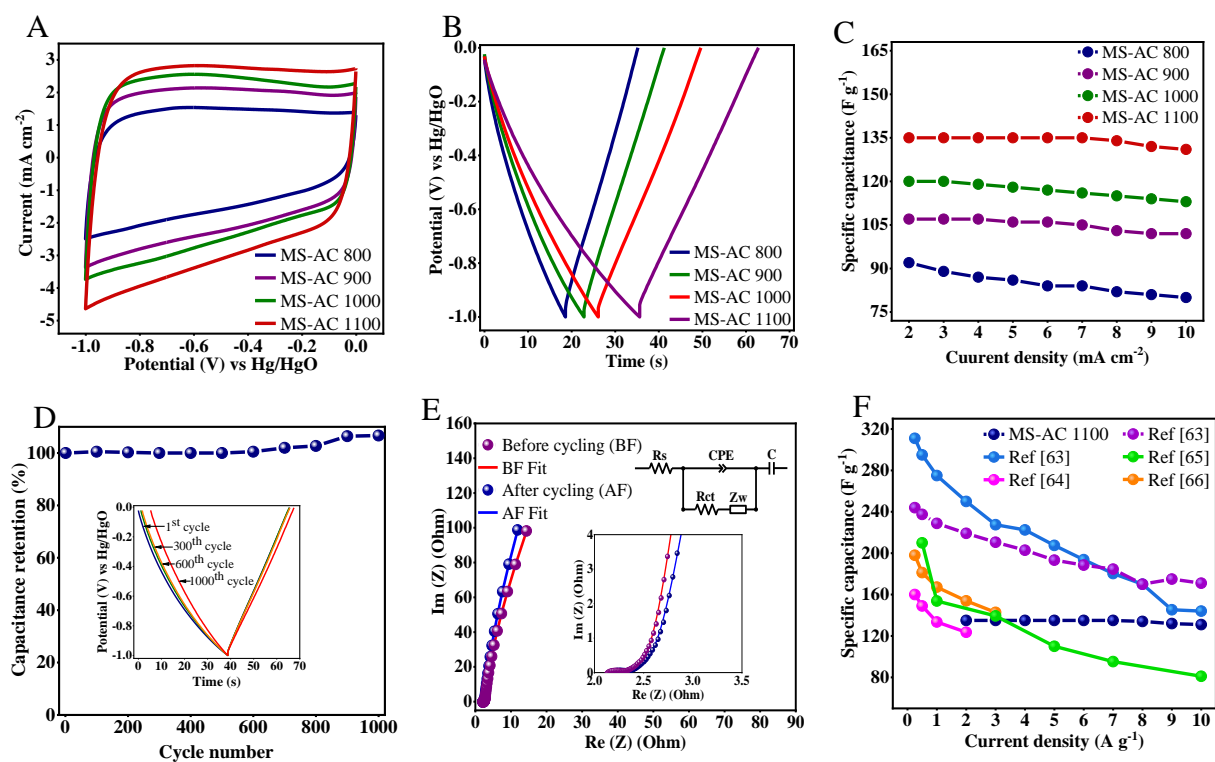 A
Current (mA cm-2)
3
2
1
0
-1
-2
-3
-4
-5
MS-AC 800
MS-AC 900
MS-AC 1000
MS-AC 1100
-1.0 -0.8 -0.6 -0.4 -0.2 0.0
Potential (V) vs Hg/HgO
B
Potential (V) vs Hg/HgO
0.0
-0.2
-0.4
-0.6
-0.8
-1.0
MS-AC 800
MS-AC 900
MS-AC 1000
MS-AC 1100
0 10 20 30 40 50 60 70
Time (s)
C
Specific capacitance (F g-1)
165
150
135
120
105
90
75
MS-AC 800
MS-AC 900
MS-AC 1000
MS-AC 1100
2 3 4 5 6 7 8 9 10
Cuurent density (mA cm-2)
D
Capacitance retention (%)
120
100
80
60
40
20
0
Potential (V) vs Hg/HgO
0.0
-0.2
-0.4
-0.6
-0.8
-1.0
1st cycle
300th cycle
600th cycle
1000th cycle
0 10 20 30 40 50 60 70
Time (s)
0 200 400 600 800 1000
Cycle number
E
Im (Z) (Ohm)
160
140
120
100
80
60
40
20
0
Before cycling (BF)
BF Fit
After cycling (AF)
AF Fit
Rs CPE C
Rct Zw
Im (Z) (Ohm)
4
3
2
1
0
2.0 2.5 3.0 3.5
Re (Z) (Ohm)
0 10 20 30 40 50 60 70 80 90
Re (Z) (Ohm)
F
Specific capacitance (F g-1)
320
280
240
200
160
120
80
MS-AC 1100
Ref [63]
Ref [64]
Ref [63]
Ref [65]
Ref [66]
0 1 2 3 5 7 8 9 10
Current density (A g-1)